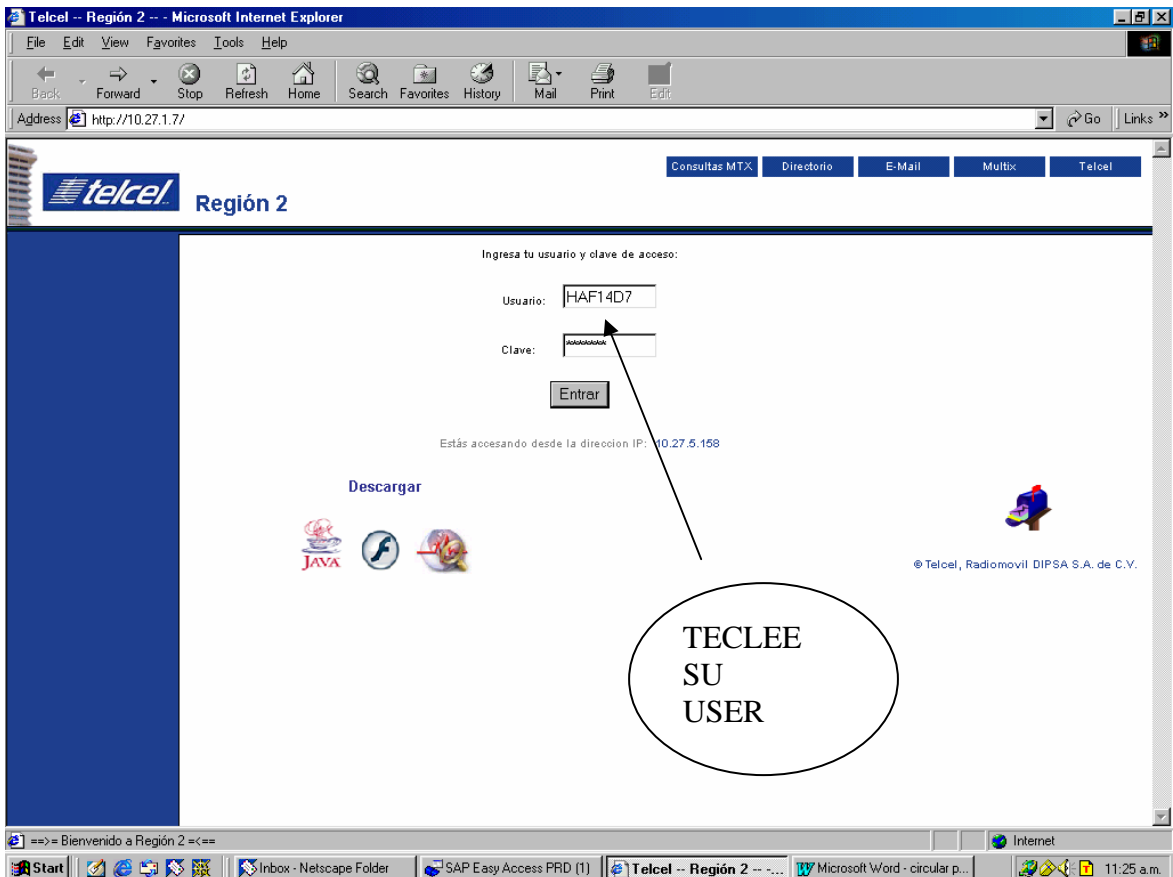 Telcel -- Región 2 -- - Microsoft Internet Explorer
File Edit View Favorites Tools Help
Back Forward Stop Refresh Home Search Favorites History Mail Print Edit
Address http://10.27.1.7/ Go Links »
Consultas MTX Directorio E-Mail Multix Telcel
telcel Región 2
Ingresa tu usuario y clave de acceso:
Usuario: HAF14D7
Clave: ********
Entrar
Estás accesando desde la direccion IP: 10.27.5.158
Descargar
JAVA
© Telcel, Radiomovil DIPSA S.A. de C.V.
TECLEE
SU
USER
==>= Bienvenido a Región 2 =<== Internet
Start Inbox - Netscape Folder SAP Easy Access PRD (1) Telcel -- Región 2 -- -... Microsoft Word - circular p... 11:25 a.m.